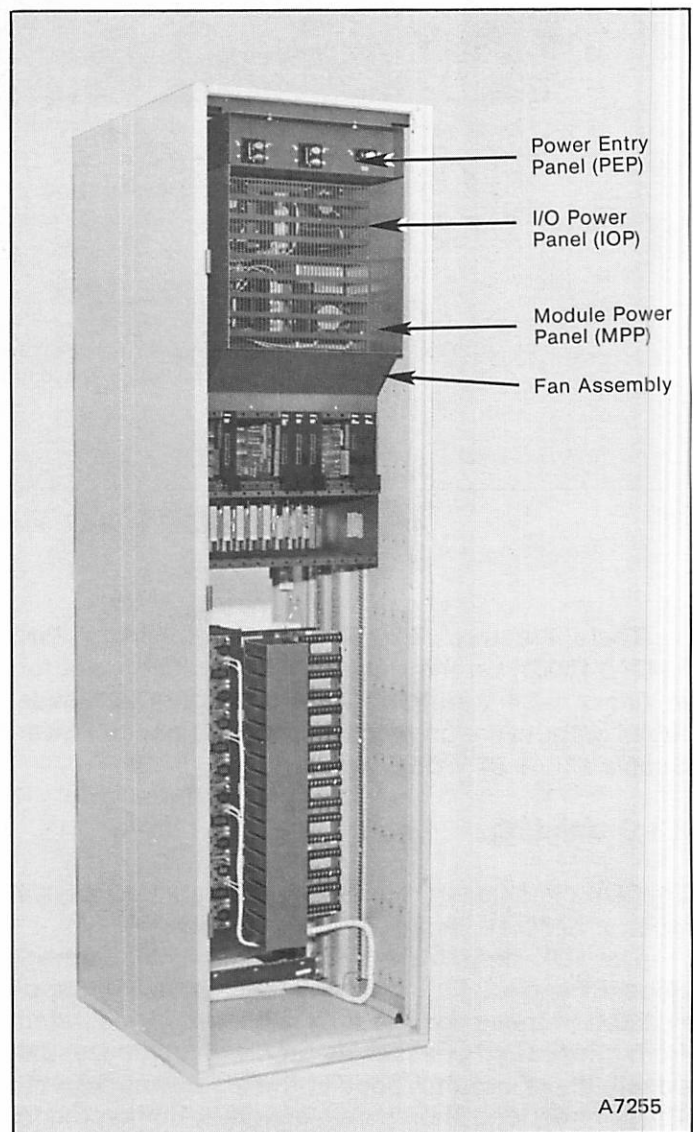 Power Entry
Panel (PEP)
I/O Power
Panel (IOP)
Module Power
Panel (MPP)
Fan Assembly
A7255